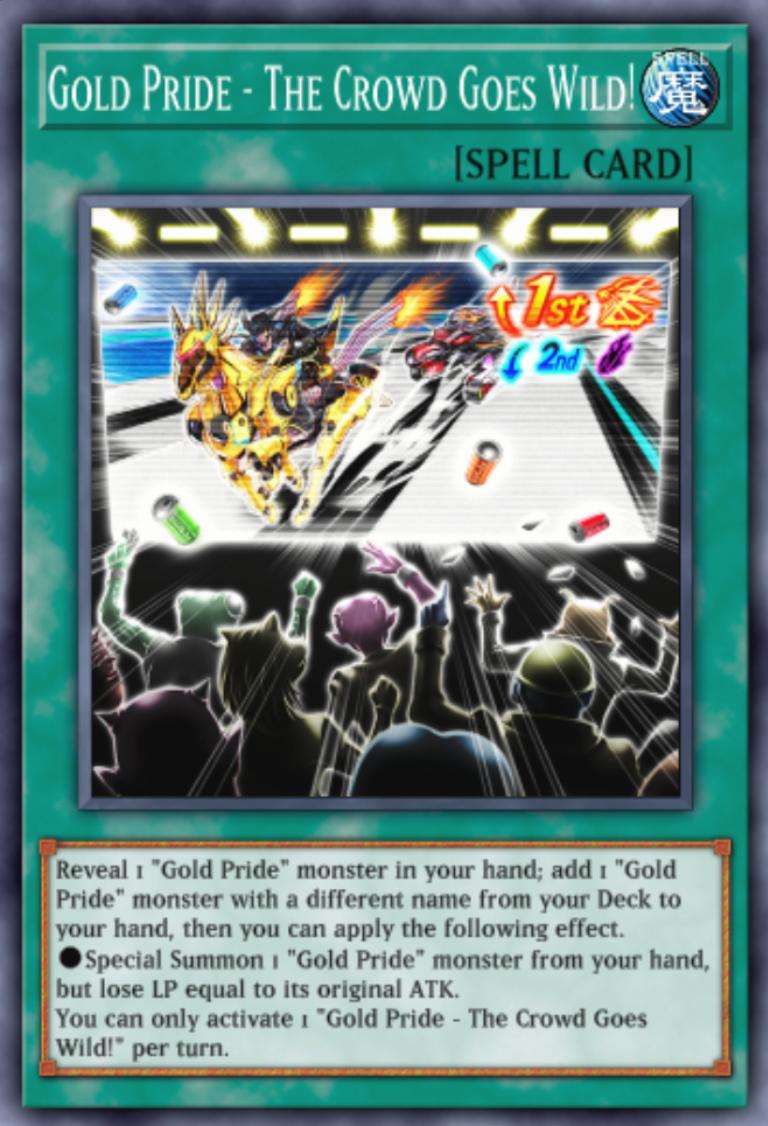 Gold Pride - The Crowd Goes Wild!
SPELL
魔
[SPELL CARD]
1st
2nd
Reveal 1 "Gold Pride" monster in your hand; add 1 "Gold
Pride" monster with a different name from your Deck to
your hand, then you can apply the following effect.
●Special Summon 1 "Gold Pride" monster from your hand,
but lose LP equal to its original ATK.
You can only activate 1 "Gold Pride - The Crowd Goes
Wild!" per turn.